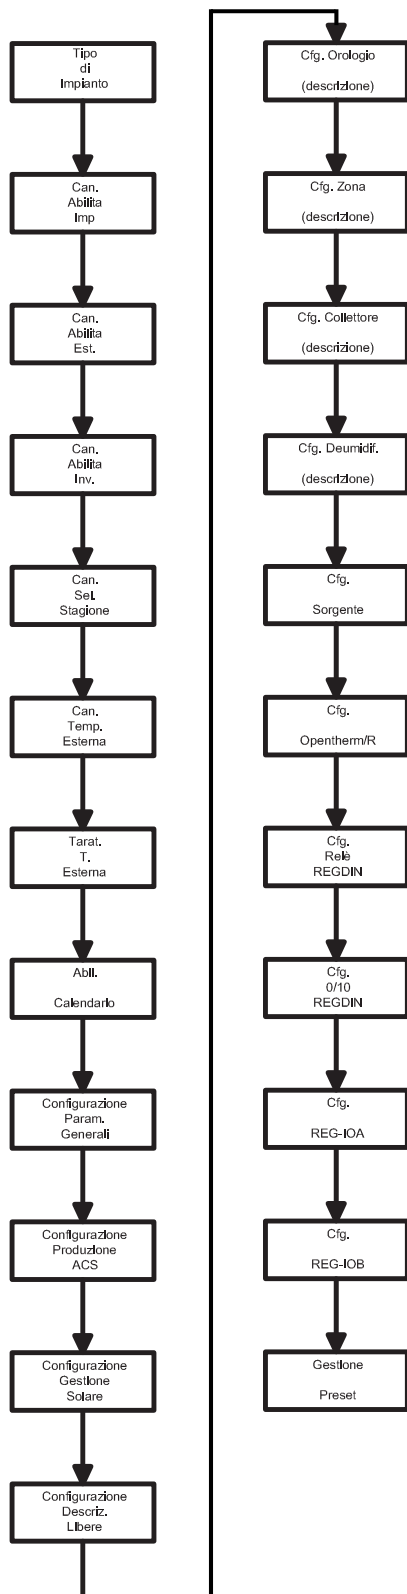 Tipo
di
Impianto
Can.
Abilita
Imp
Can.
Abilita
Est.
Can.
Abilita
Inv.
Can.
Sel.
Stagione
Can.
Temp.
Esterna
Tarat.
T.
Esterna
Abil.
Calendario
Configurazione
Param.
Generali
Configurazione
Produzione
ACS
Configurazione
Gestione
Solare
Configurazione
Descriz.
Libere
Cfg. Orologio
(descrizione)
Cfg. Zona
(descrizione)
Cfg. Collettore
(descrizione)
Cfg. Deumidif.
(descrizione)
Cfg.
Sorgente
Cfg.
Opentherm/R
Cfg.
Relè
REGDIN
Cfg.
0/10
REGDIN
Cfg.
REG-IOA
Cfg.
REG-IOB
Gestione
Preset